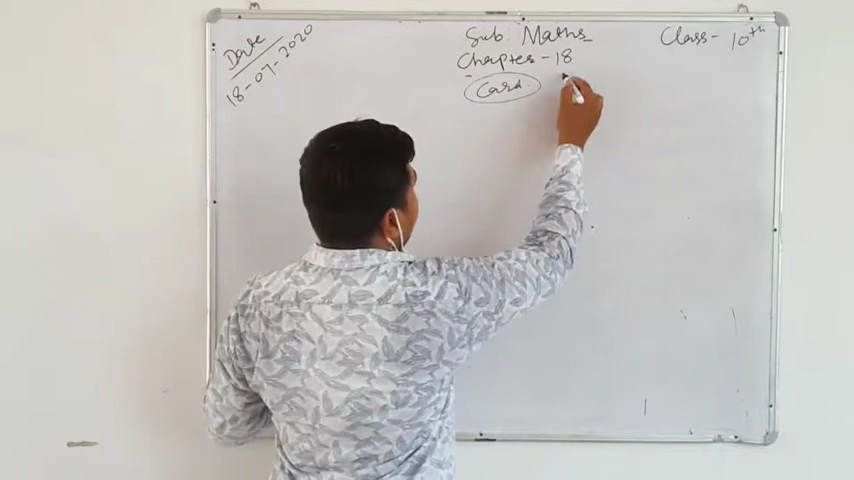 Date
18-07-2020
Sub: Maths
Chapter - 18
Card.
Class - 10th